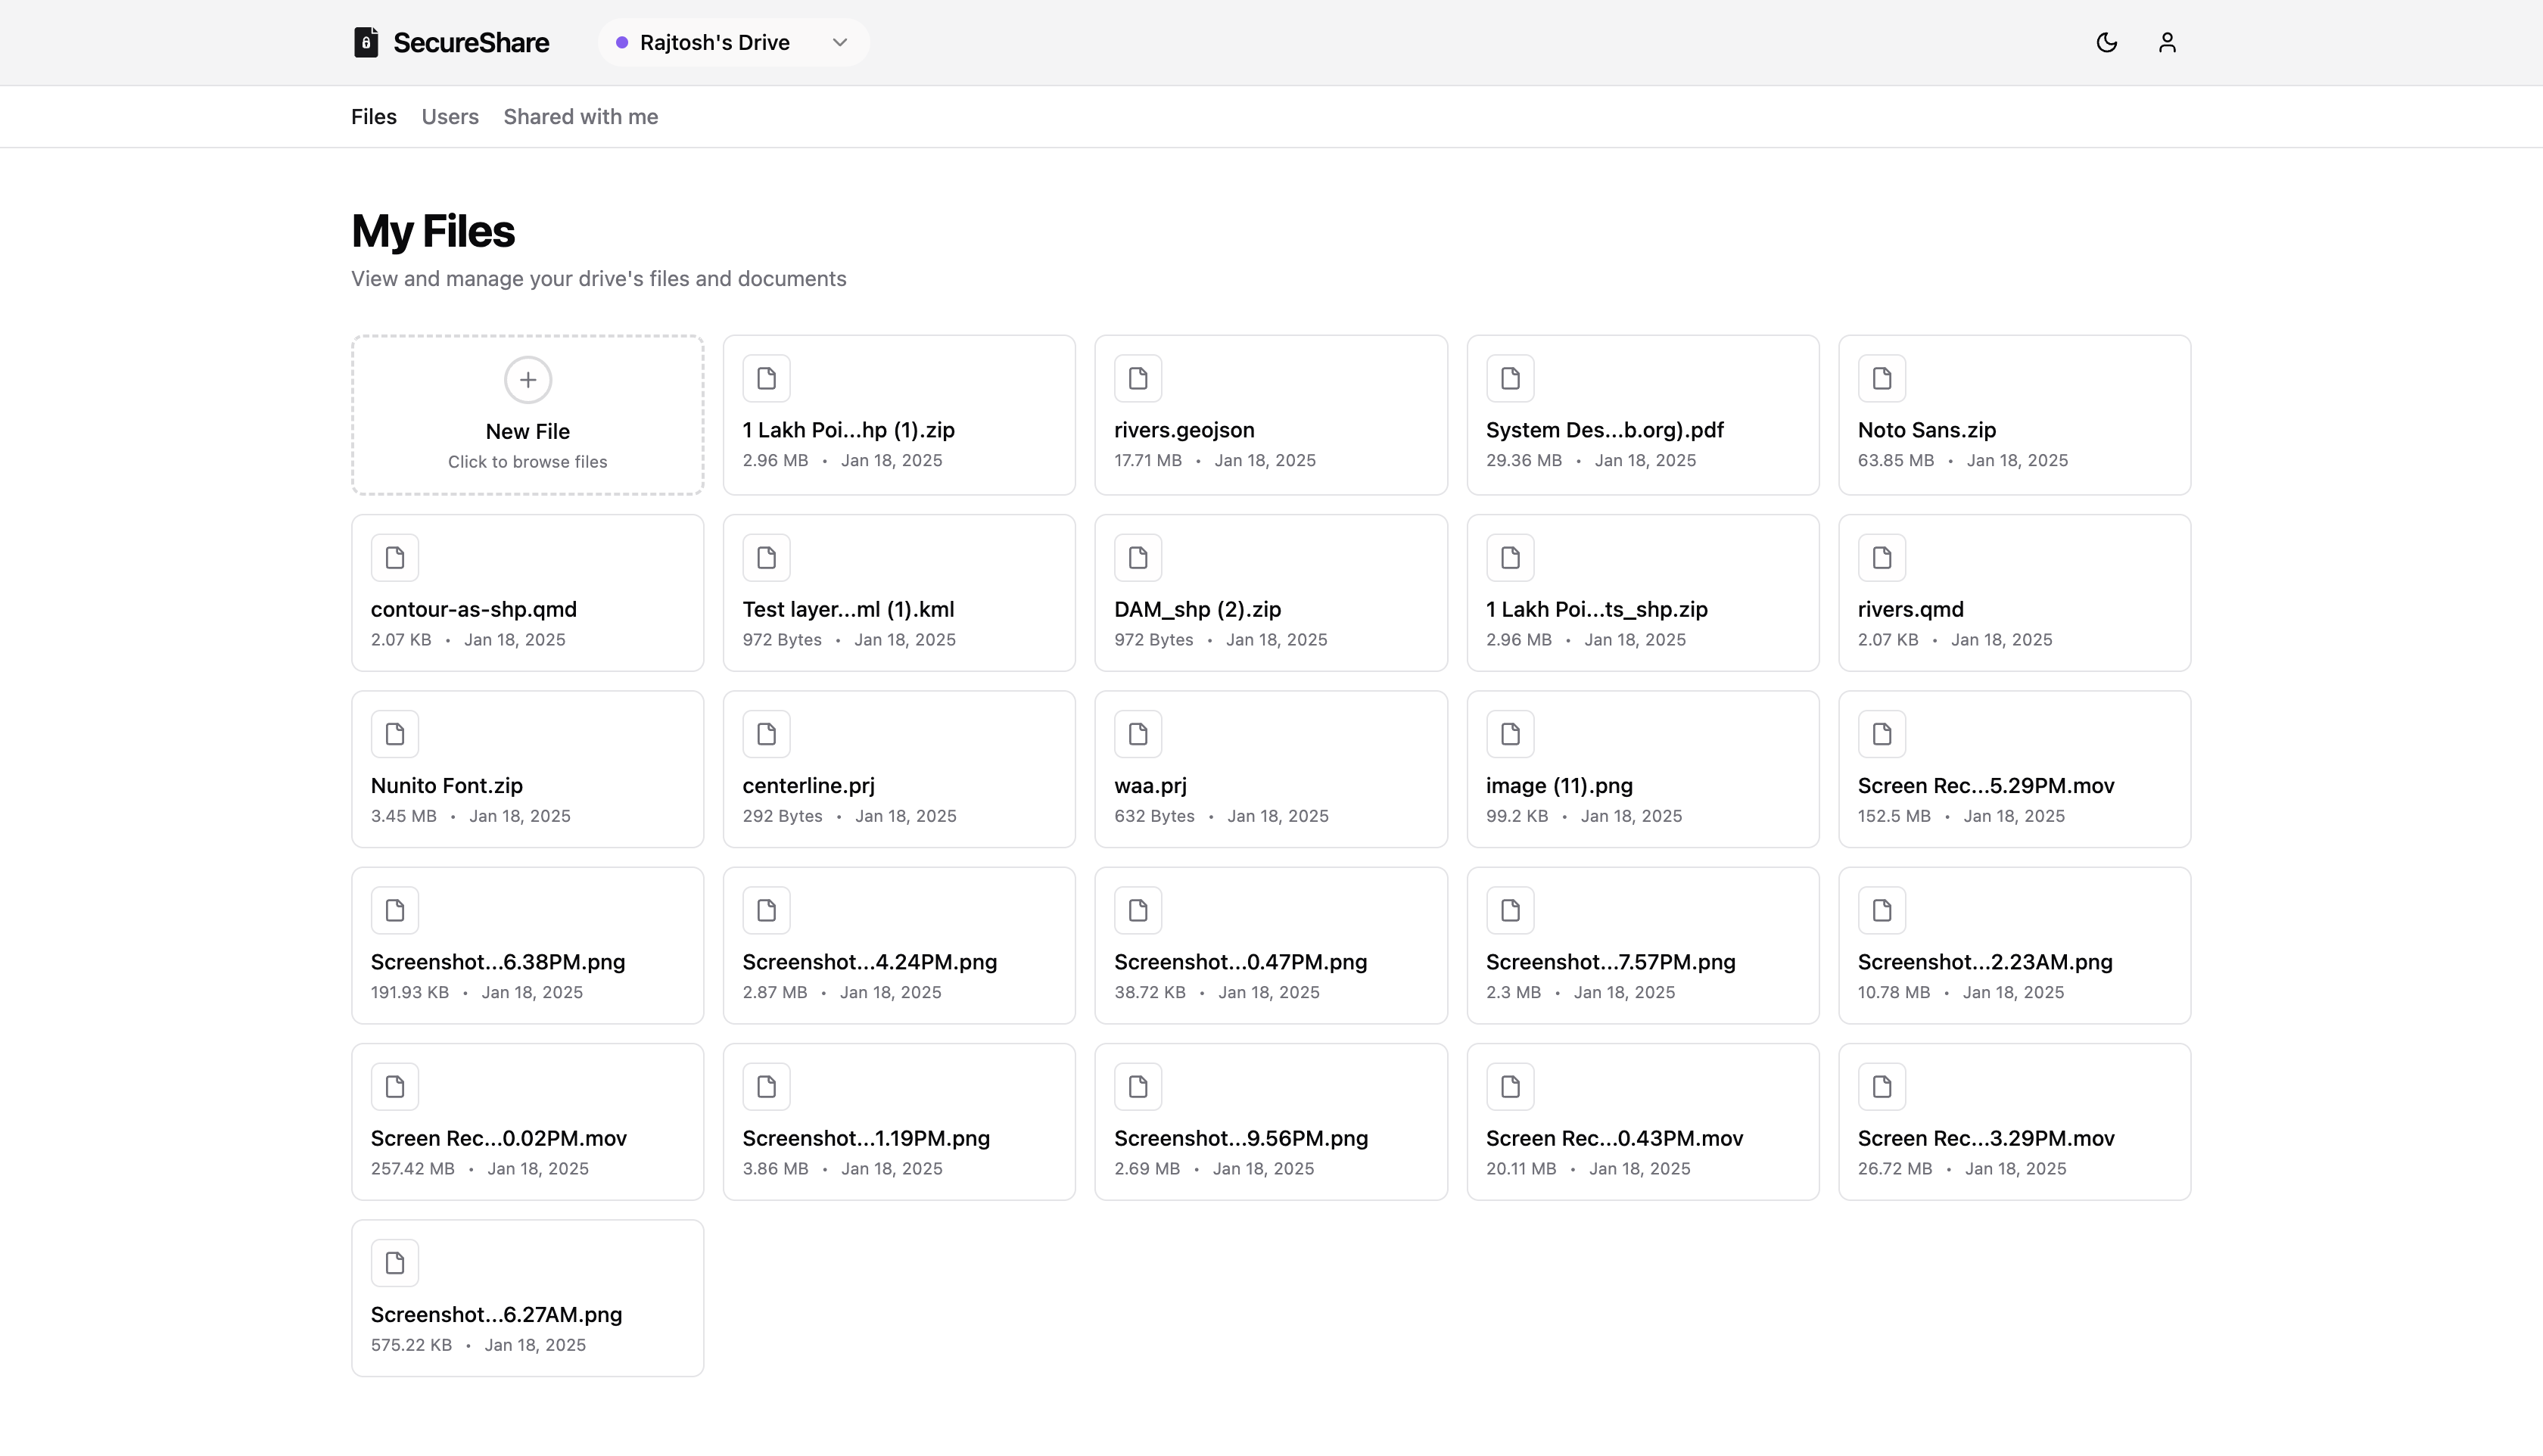 SecureShare
Rajtosh's Drive
Files
Users
Shared with me
My Files
View and manage your drive's files and documents
New File
Click to browse files
1 Lakh Poi...hp (1).zip
2.96 MB • Jan 18, 2025
rivers.geojson
17.71 MB • Jan 18, 2025
System Des...b.org).pdf
29.36 MB • Jan 18, 2025
Noto Sans.zip
63.85 MB • Jan 18, 2025
contour-as-shp.qmd
2.07 KB • Jan 18, 2025
Test layer...ml (1).kml
972 Bytes • Jan 18, 2025
DAM_shp (2).zip
972 Bytes • Jan 18, 2025
1 Lakh Poi...ts_shp.zip
2.96 MB • Jan 18, 2025
rivers.qmd
2.07 KB • Jan 18, 2025
Nunito Font.zip
3.45 MB • Jan 18, 2025
centerline.prj
292 Bytes • Jan 18, 2025
waa.prj
632 Bytes • Jan 18, 2025
image (11).png
99.2 KB • Jan 18, 2025
Screen Rec...5.29PM.mov
152.5 MB • Jan 18, 2025
Screenshot...6.38PM.png
191.93 KB • Jan 18, 2025
Screenshot...4.24PM.png
2.87 MB • Jan 18, 2025
Screenshot...0.47PM.png
38.72 KB • Jan 18, 2025
Screenshot...7.57PM.png
2.3 MB • Jan 18, 2025
Screenshot...2.23AM.png
10.78 MB • Jan 18, 2025
Screen Rec...0.02PM.mov
257.42 MB • Jan 18, 2025
Screenshot...1.19PM.png
3.86 MB • Jan 18, 2025
Screenshot...9.56PM.png
2.69 MB • Jan 18, 2025
Screen Rec...0.43PM.mov
20.11 MB • Jan 18, 2025
Screen Rec...3.29PM.mov
26.72 MB • Jan 18, 2025
Screenshot...6.27AM.png
575.22 KB • Jan 18, 2025